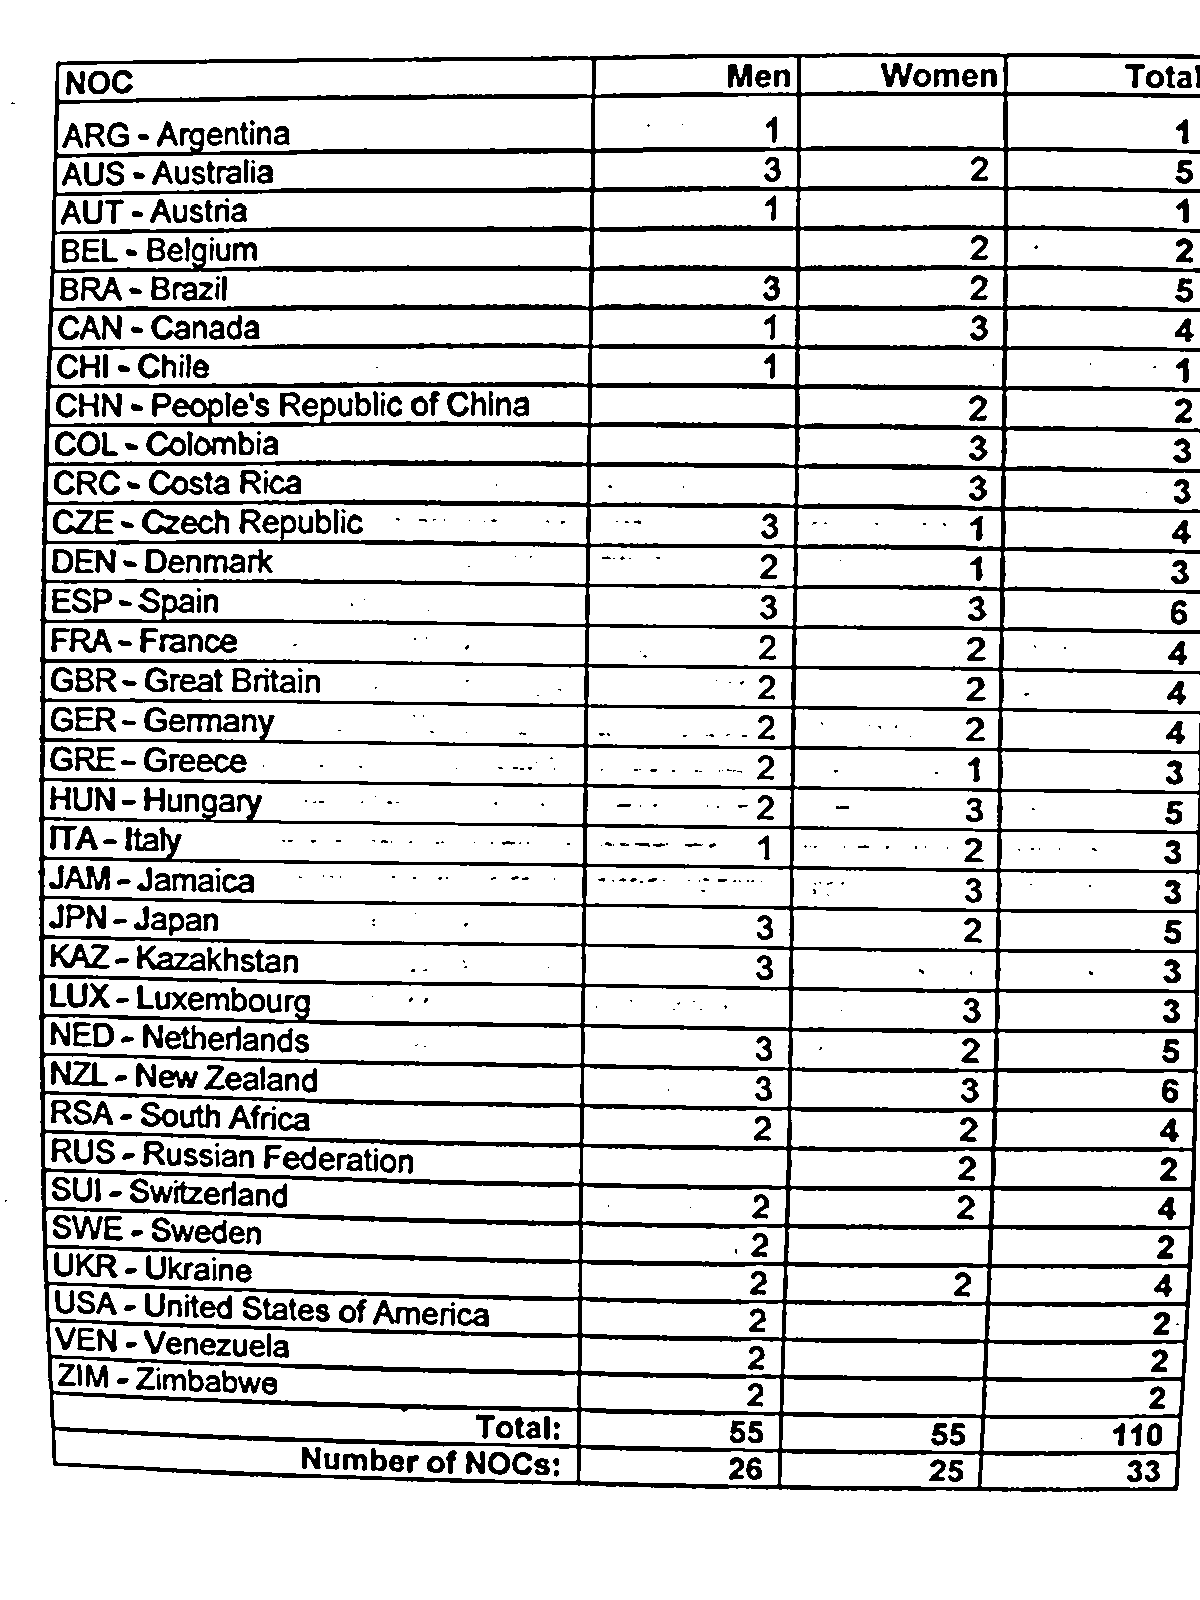 NOC Men Women Total
ARG - Argentina 1 1
AUS - Australia 3 2 5
AUT - Austria 1 1
BEL - Belgium 2 2
BRA - Brazil 3 2 5
CAN - Canada 1 3 4
CHI - Chile 1 1
CHN - People's Republic of China 2 2
COL - Colombia 3 3
CRC - Costa Rica 3 3
CZE - Czech Republic 3 1 4
DEN - Denmark 2 1 3
ESP - Spain 3 3 6
FRA - France 2 2 4
GBR - Great Britain 2 2 4
GER - Germany 2 2 4
GRE - Greece 2 1 3
HUN - Hungary 2 3 5
ITA - Italy 1 2 3
JAM - Jamaica 3 3
JPN - Japan 3 2 5
KAZ - Kazakhstan 3 3
LUX - Luxembourg 3 3
NED - Netherlands 3 2 5
NZL - New Zealand 3 3 6
RSA - South Africa 2 2 4
RUS - Russian Federation 2 2
SUI - Switzerland 2 2 4
SWE - Sweden 2 2
UKR - Ukraine 2 2 4
USA - United States of America 2 2
VEN - Venezuela 2 2
ZIM - Zimbabwe 2 2
Total: 55 55 110
Number of NOCs: 26 25 33